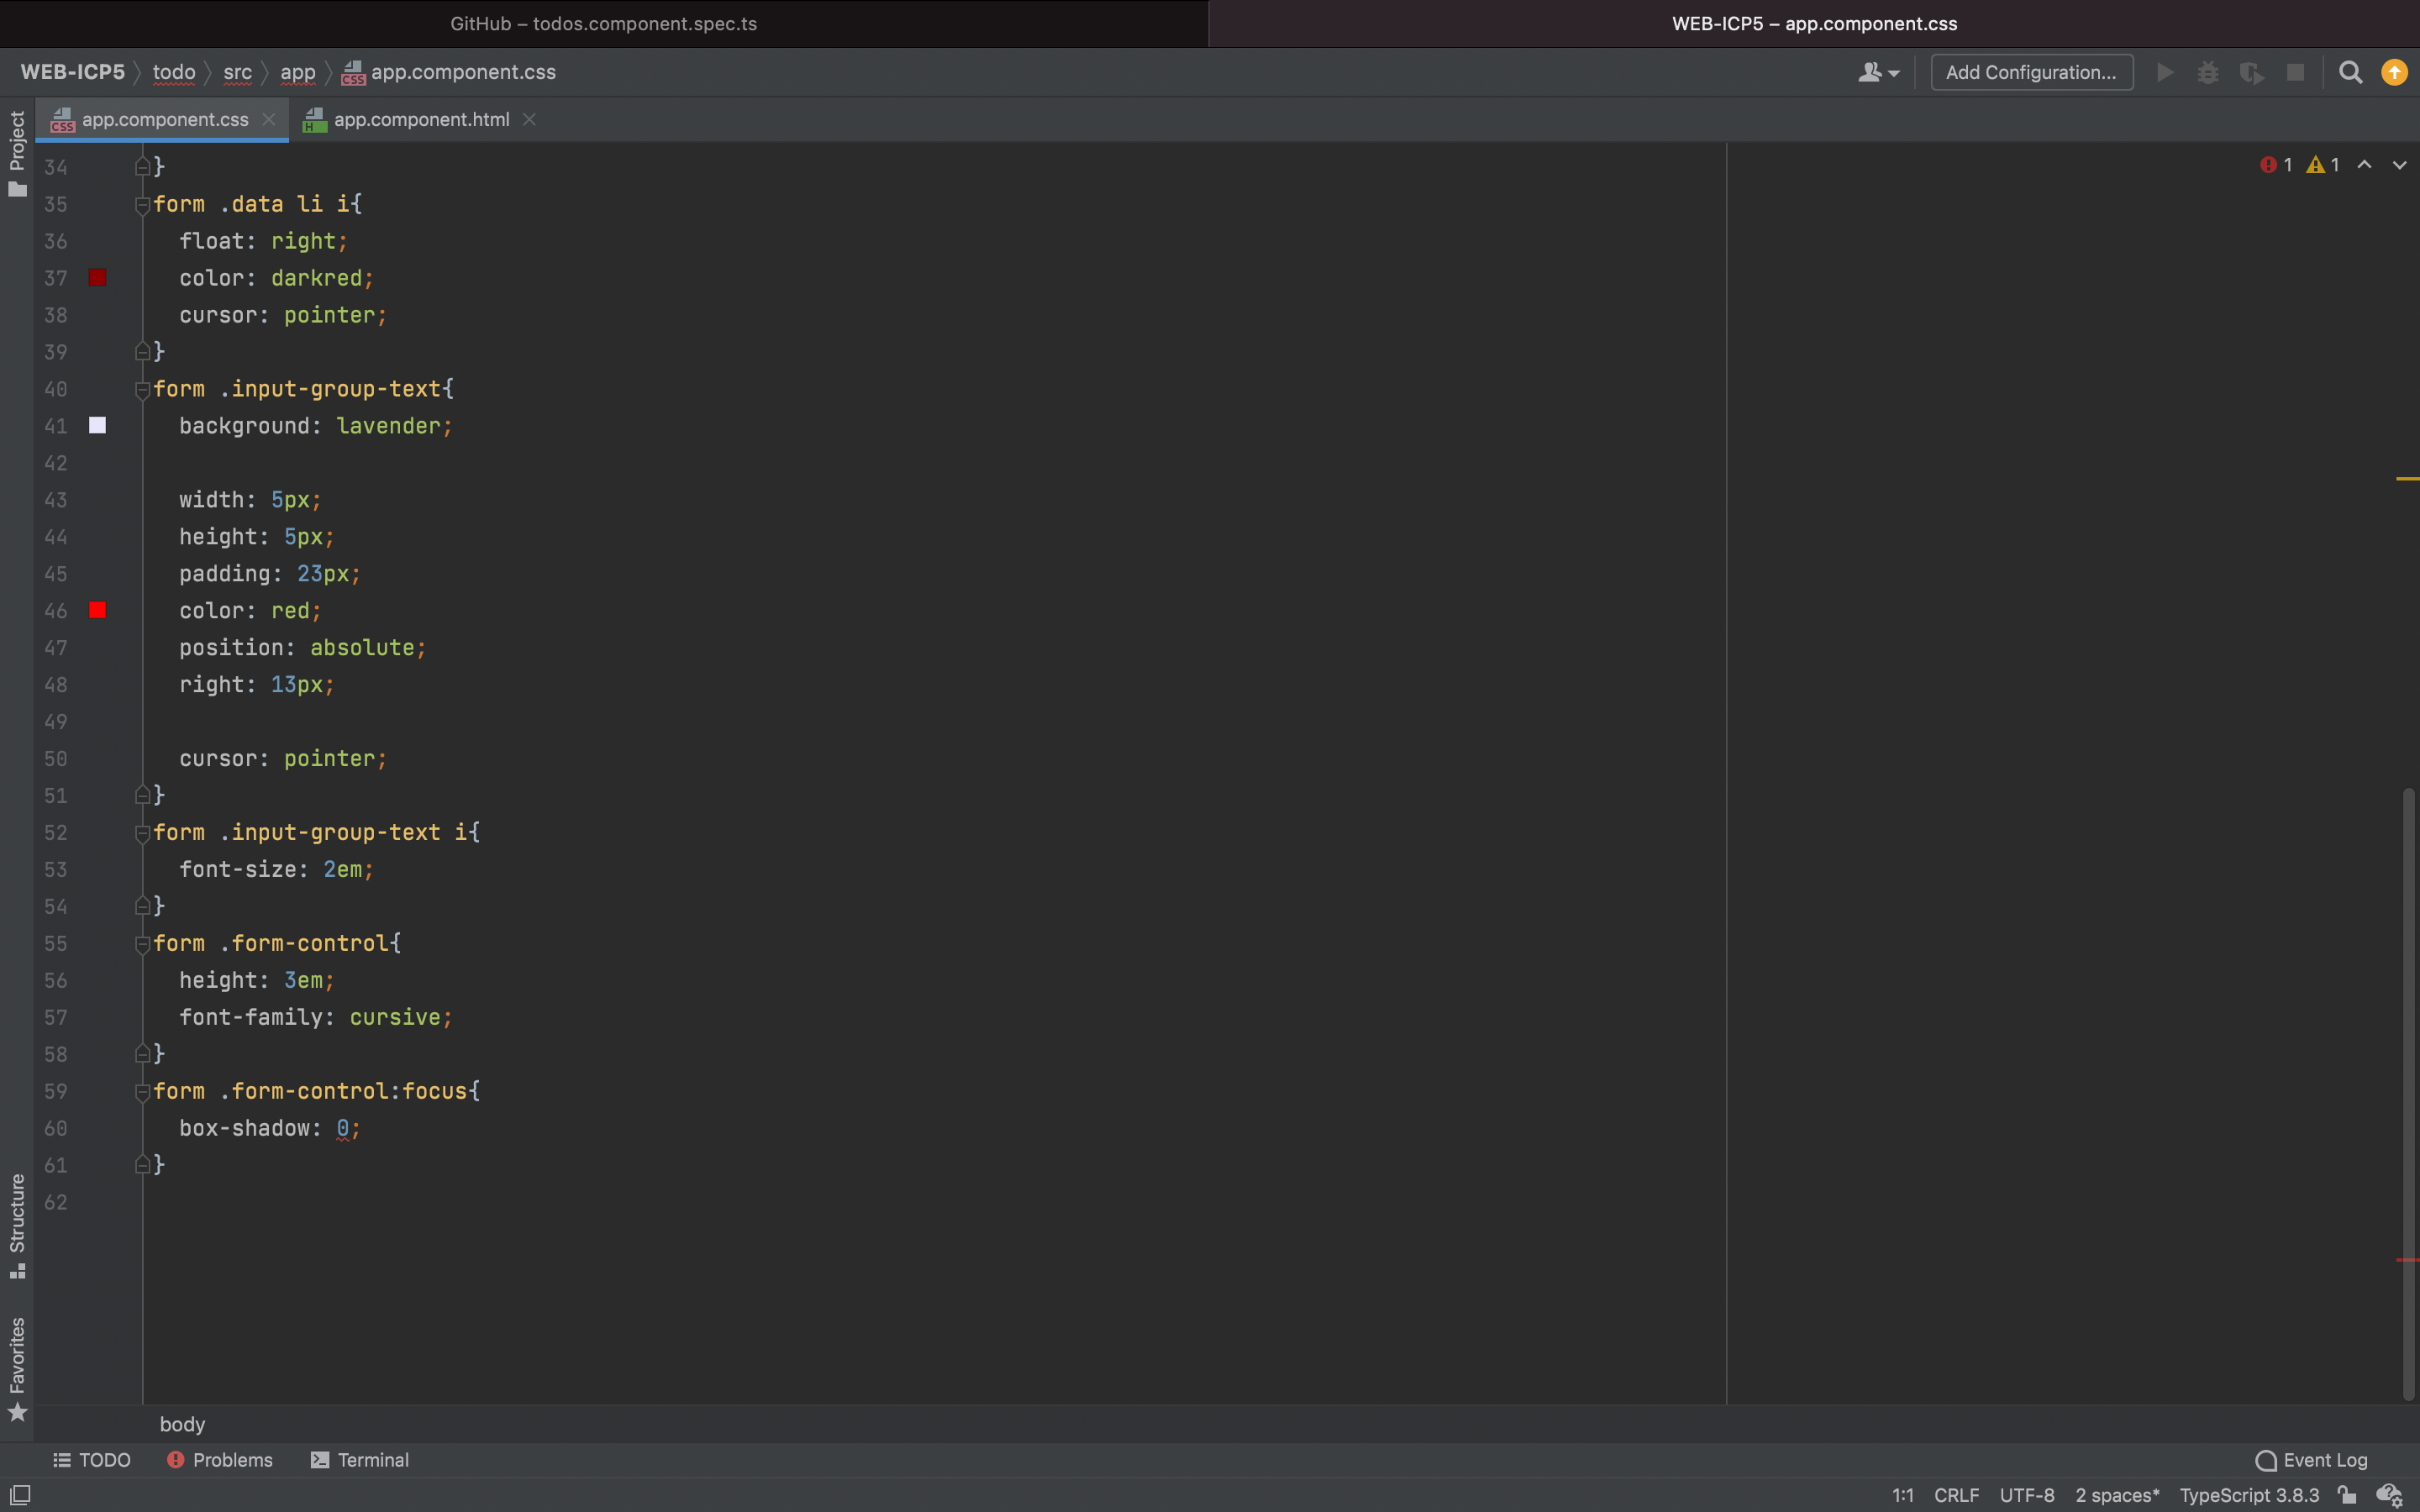 GitHub – todos.component.spec.ts
WEB-ICP5 – app.component.css
WEB-ICP5 todo src app app.component.css
Add Configuration...
app.component.css app.component.html
Project
1 1
34 }
35 form .data li i{
36 float: right;
37 color: darkred;
38 cursor: pointer;
39 }
40 form .input-group-text{
41 background: lavender;
42
43 width: 5px;
44 height: 5px;
45 padding: 23px;
46 color: red;
47 position: absolute;
48 right: 13px;
49
50 cursor: pointer;
51 }
52 form .input-group-text i{
53 font-size: 2em;
54 }
55 form .form-control{
56 height: 3em;
57 font-family: cursive;
58 }
59 form .form-control:focus{
60 box-shadow: 0;
61 }
62
Structure
Favorites
body
TODO Problems Terminal Event Log
1:1 CRLF UTF-8 2 spaces* TypeScript 3.8.3